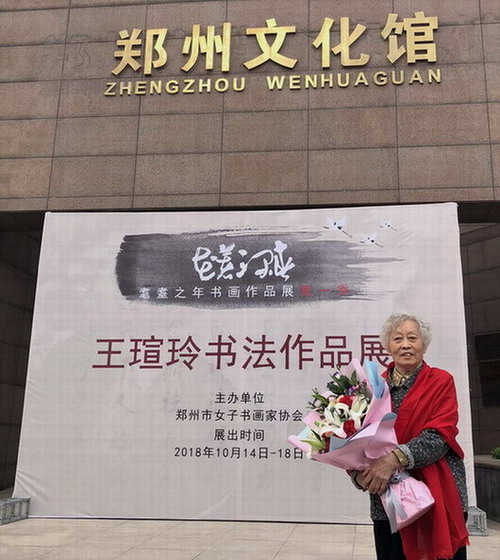 郑州文化馆
ZHENGZHOU WENHUAGUAN
耄耋之年书画作品展
王瑄玲书法作品展
主办单位
郑州市女子书画家协会
展出时间
2018年10月14日-18日